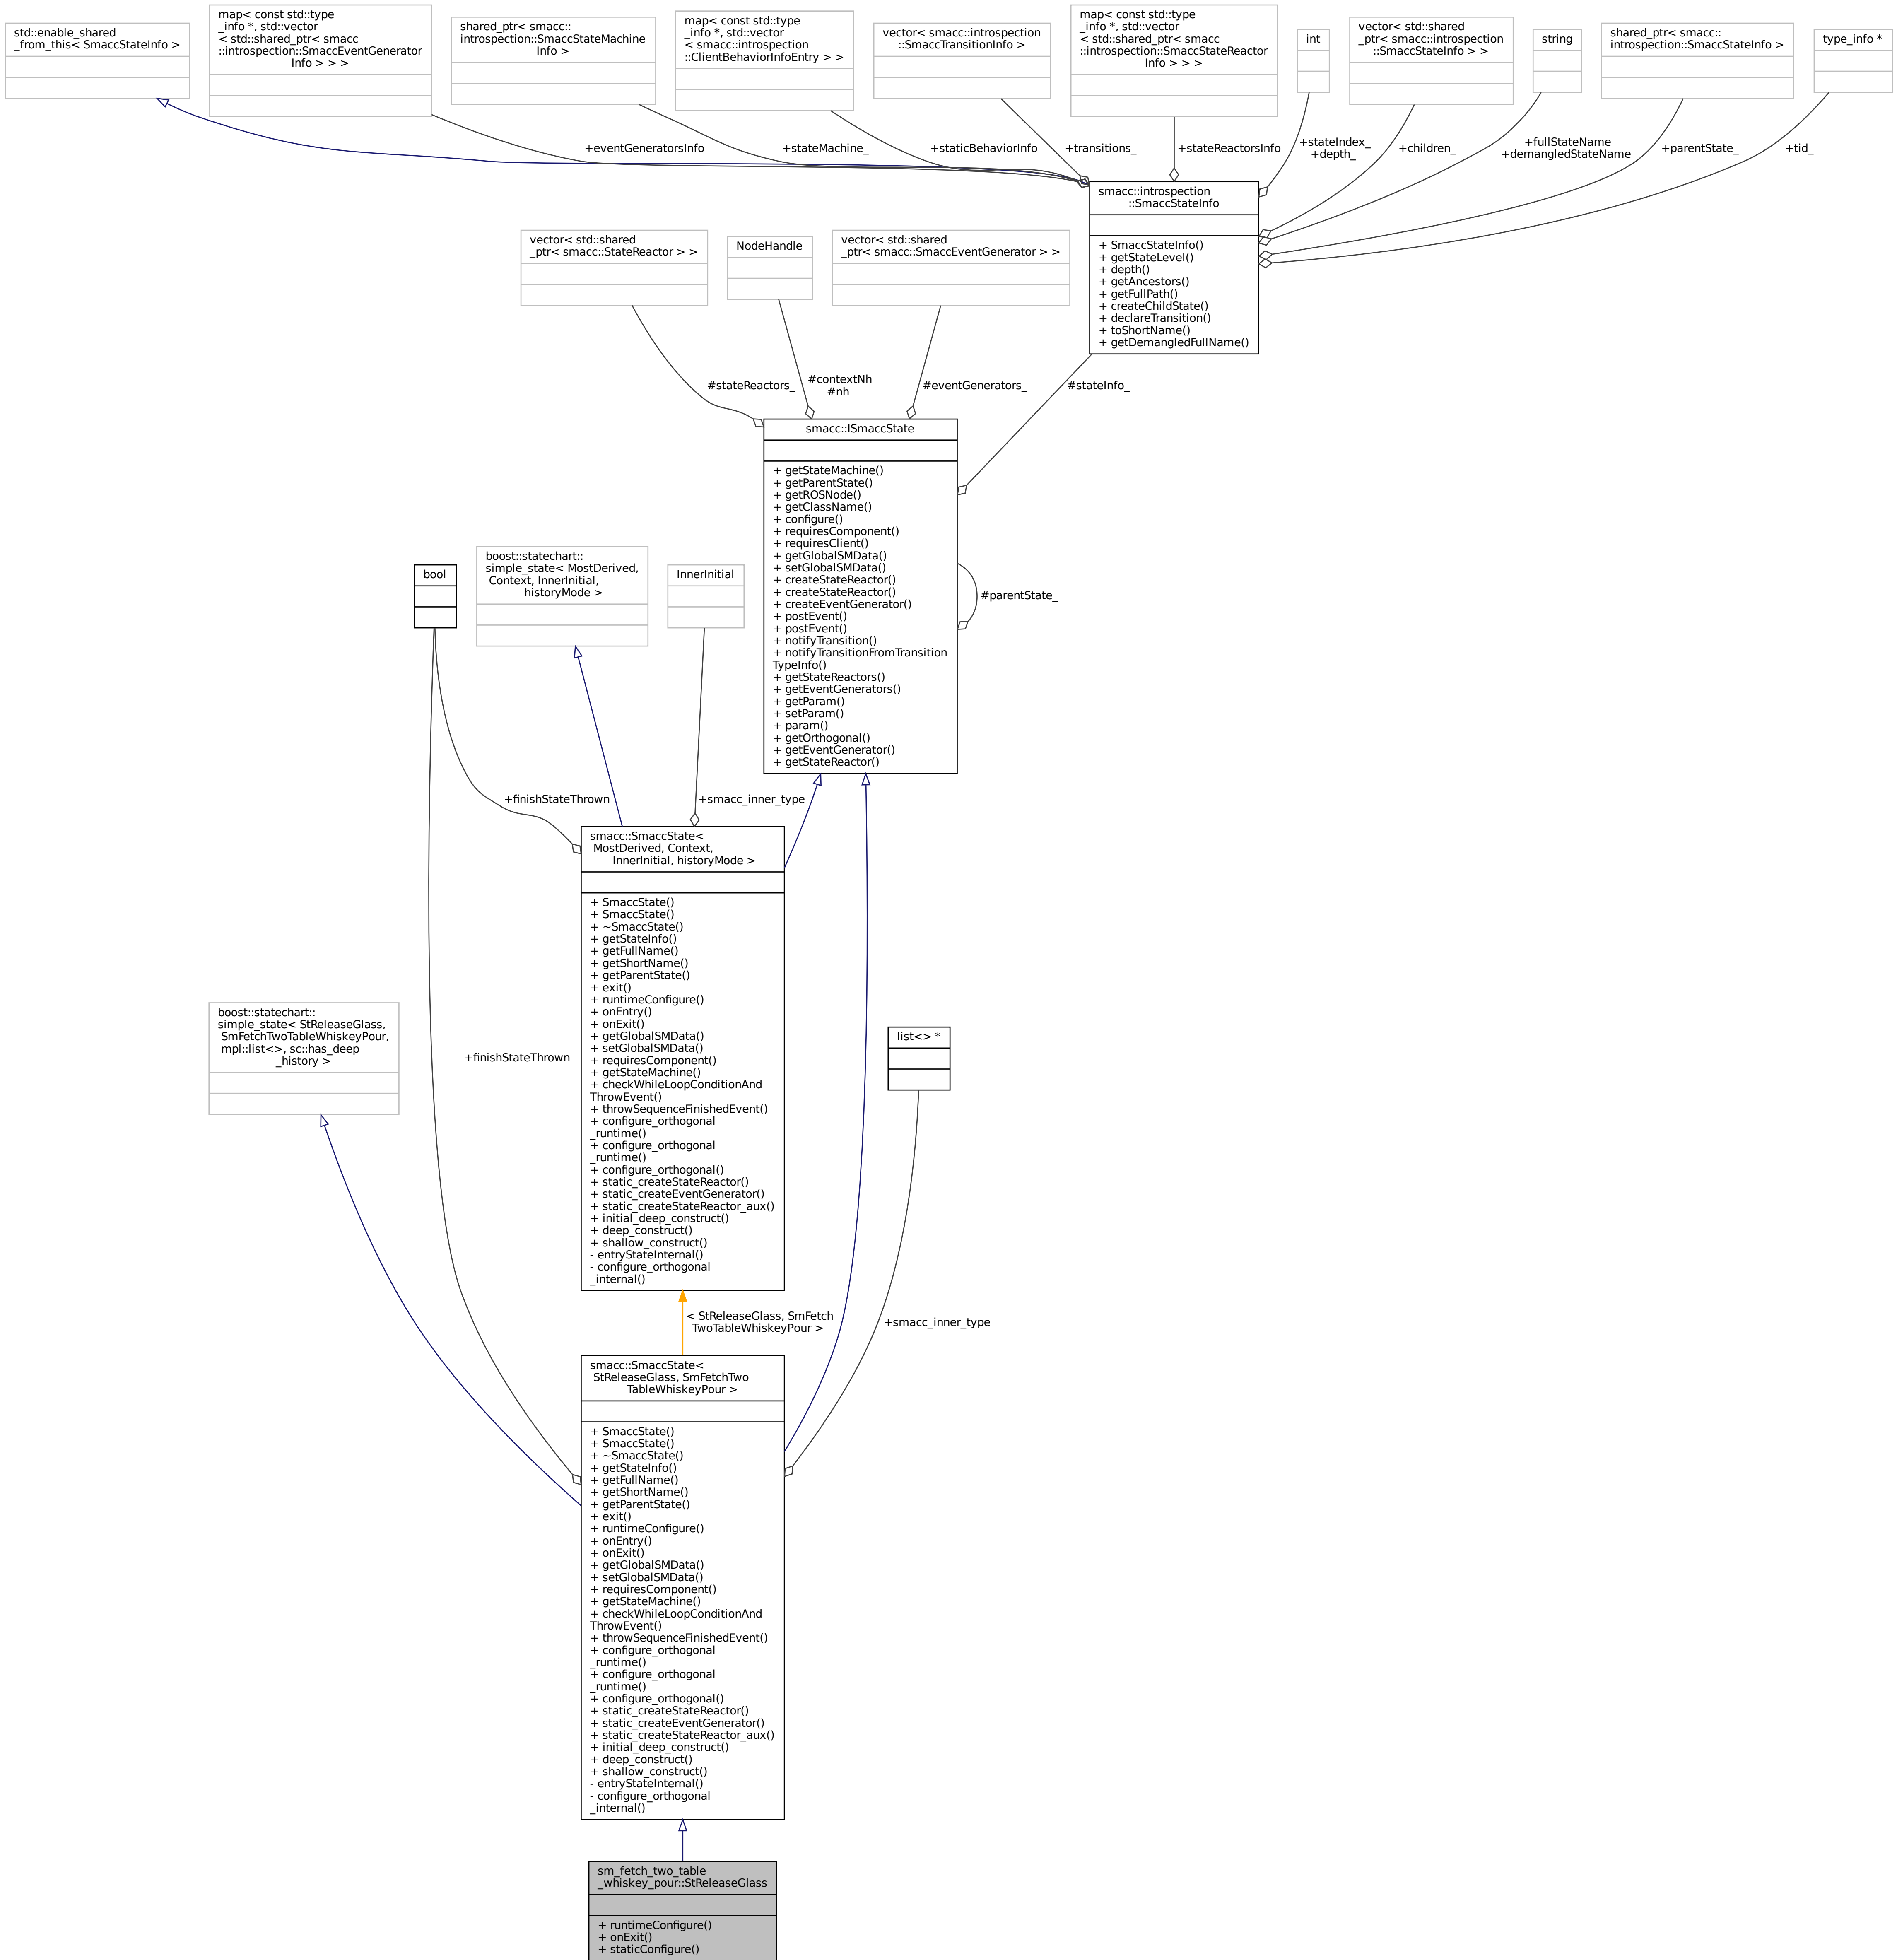 std::enable_shared
_from_this< SmaccStateInfo >
map< const std::type
_info *, std::vector
< std::shared_ptr< smacc
::introspection::SmaccEventGenerator
Info > > >
shared_ptr< smacc::
introspection::SmaccStateMachine
Info >
map< const std::type
_info *, std::vector
< smacc::introspection
::ClientBehaviorInfoEntry > >
vector< smacc::introspection
::SmaccTransitionInfo >
map< const std::type
_info *, std::vector
< std::shared_ptr< smacc
::introspection::SmaccStateReactor
Info > > >
int
vector< std::shared
_ptr< smacc::introspection
::SmaccStateInfo > >
string
shared_ptr< smacc::
introspection::SmaccStateInfo >
type_info *
+eventGeneratorsInfo
+stateMachine_
+staticBehaviorInfo
+transitions_
+stateReactorsInfo
+stateIndex_
+depth_
+children_
+fullStateName
+demangledStateName
+parentState_
+tid_
smacc::introspection
::SmaccStateInfo
+ SmaccStateInfo()
+ getStateLevel()
+ depth()
+ getAncestors()
+ getFullPath()
+ createChildState()
+ declareTransition()
+ toShortName()
+ getDemangledFullName()
vector< std::shared
_ptr< smacc::StateReactor > >
NodeHandle
vector< std::shared
_ptr< smacc::SmaccEventGenerator > >
#stateReactors_
#contextNh
#nh
#eventGenerators_
#stateInfo_
smacc::ISmaccState
+ getStateMachine()
+ getParentState()
+ getROSNode()
+ getClassName()
+ configure()
+ requiresComponent()
+ requiresClient()
+ getGlobalSMData()
+ setGlobalSMData()
+ createStateReactor()
+ createStateReactor()
+ createEventGenerator()
+ postEvent()
+ postEvent()
+ notifyTransition()
+ notifyTransitionFromTransition
TypeInfo()
+ getStateReactors()
+ getEventGenerators()
+ getParam()
+ setParam()
+ param()
+ getOrthogonal()
+ getEventGenerator()
+ getStateReactor()
#parentState_
bool
boost::statechart::
simple_state< MostDerived,
Context, InnerInitial,
historyMode >
InnerInitial
+finishStateThrown
+smacc_inner_type
smacc::SmaccState<
MostDerived, Context,
InnerInitial, historyMode >
+ SmaccState()
+ SmaccState()
+ ~SmaccState()
+ getStateInfo()
+ getFullName()
+ getShortName()
+ getParentState()
+ exit()
+ runtimeConfigure()
+ onEntry()
+ onExit()
+ getGlobalSMData()
+ setGlobalSMData()
+ requiresComponent()
+ getStateMachine()
+ checkWhileLoopConditionAnd
ThrowEvent()
+ throwSequenceFinishedEvent()
+ configure_orthogonal
_runtime()
+ configure_orthogonal
_runtime()
+ configure_orthogonal()
+ static_createStateReactor()
+ static_createEventGenerator()
+ static_createStateReactor_aux()
+ initial_deep_construct()
+ deep_construct()
+ shallow_construct()
- entryStateInternal()
- configure_orthogonal
_internal()
boost::statechart::
simple_state< StReleaseGlass,
SmFetchTwoTableWhiskeyPour,
mpl::list<>, sc::has_deep
_history >
+finishStateThrown
list<> *
< StReleaseGlass, SmFetch
TwoTableWhiskeyPour >
+smacc_inner_type
smacc::SmaccState<
StReleaseGlass, SmFetchTwo
TableWhiskeyPour >
+ SmaccState()
+ SmaccState()
+ ~SmaccState()
+ getStateInfo()
+ getFullName()
+ getShortName()
+ getParentState()
+ exit()
+ runtimeConfigure()
+ onEntry()
+ onExit()
+ getGlobalSMData()
+ setGlobalSMData()
+ requiresComponent()
+ getStateMachine()
+ checkWhileLoopConditionAnd
ThrowEvent()
+ throwSequenceFinishedEvent()
+ configure_orthogonal
_runtime()
+ configure_orthogonal
_runtime()
+ configure_orthogonal()
+ static_createStateReactor()
+ static_createEventGenerator()
+ static_createStateReactor_aux()
+ initial_deep_construct()
+ deep_construct()
+ shallow_construct()
- entryStateInternal()
- configure_orthogonal
_internal()
sm_fetch_two_table
_whiskey_pour::StReleaseGlass
+ runtimeConfigure()
+ onExit()
+ staticConfigure()